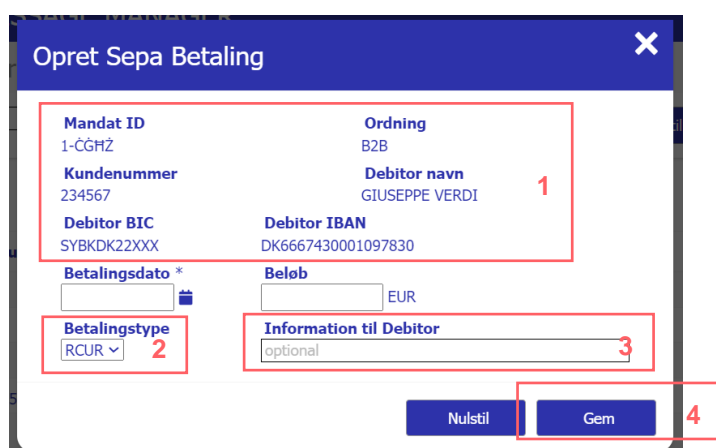 Opret Sepa Betaling
Mandat ID Ordning
1-ĊĠĦŻ B2B
Kundenummer Debitor navn
234567 GIUSEPPE VERDI
1
Debitor BIC Debitor IBAN
SYBKDK22XXX DK6667430001097830
Betalingsdato * Beløb
EUR
Betalingstype Information til Debitor
RCUR 2 optional 3
Nulstil Gem 4